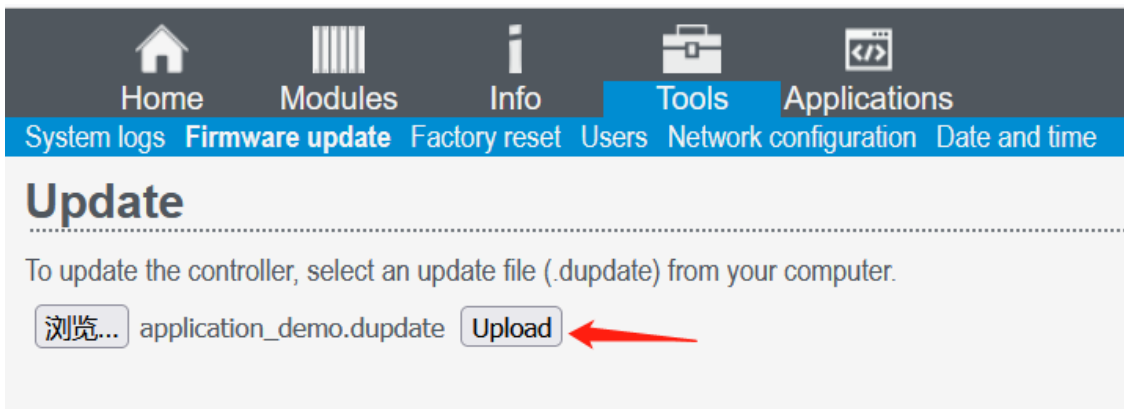 Home Modules Info Tools Applications
System logs Firmware update Factory reset Users Network configuration Date and time
Update
To update the controller, select an update file (.dupdate) from your computer.
浏览... application_demo.dupdate Upload